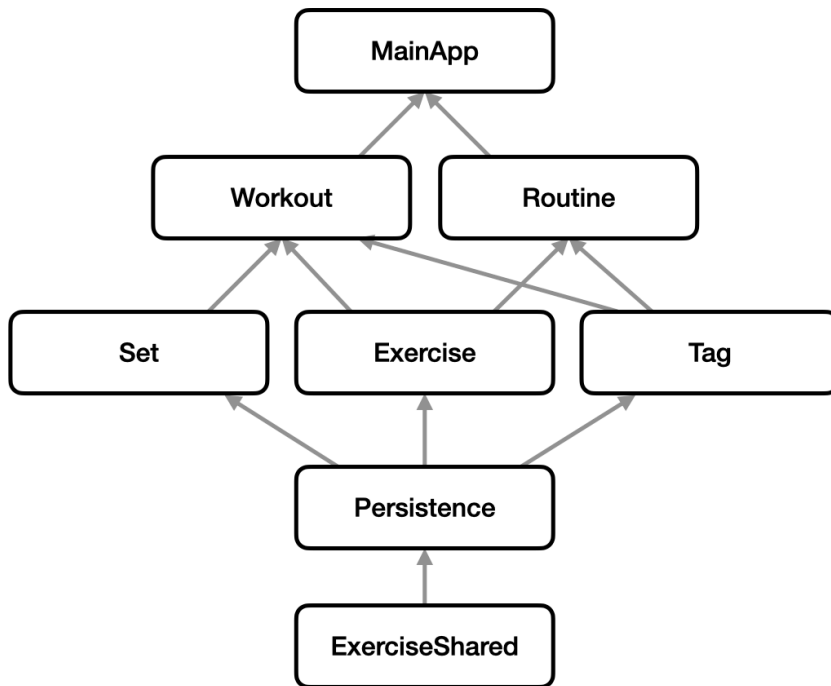 MainApp
Workout
Routine
Set
Exercise
Tag
Persistence
ExerciseShared